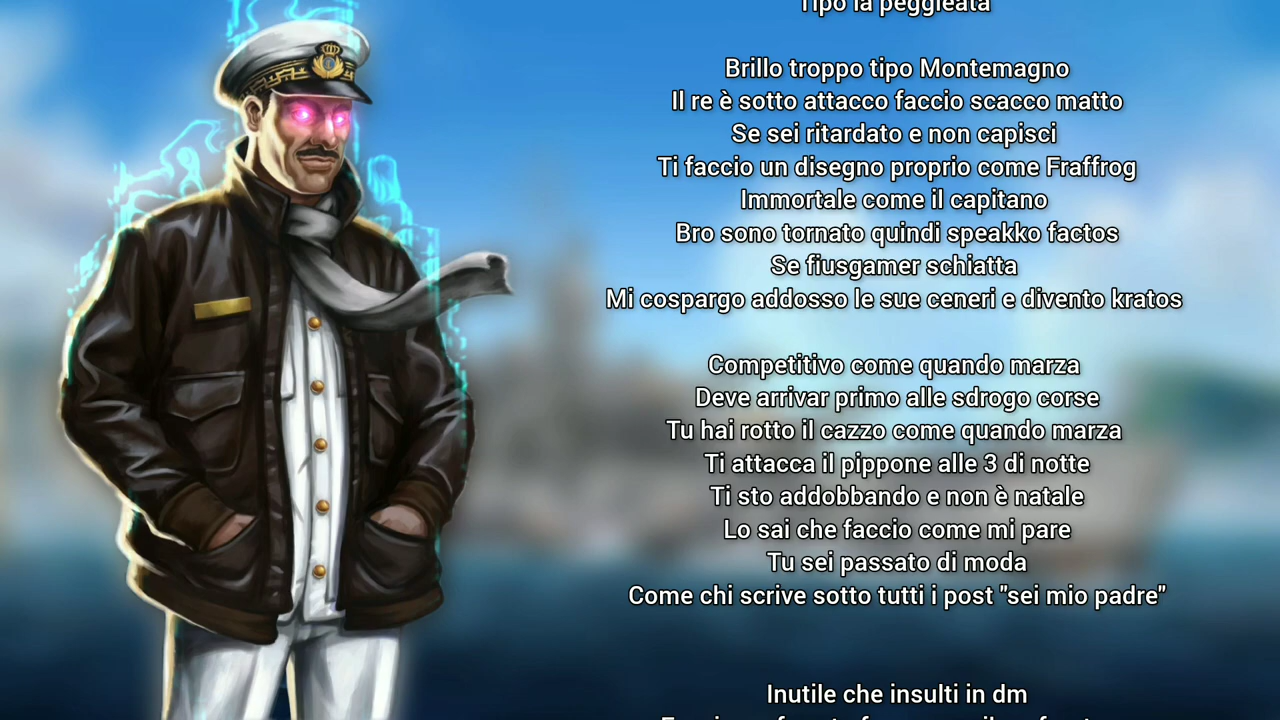 Tipo la peggieata
Brillo troppo tipo Montemagno
Il re è sotto attacco faccio scacco matto
Se sei ritardato e non capisci
Ti faccio un disegno proprio come Fraffrog
Immortale come il capitano
Bro sono tornato quindi speakko factos
Se fiusgamer schiatta
Mi cospargo addosso le sue ceneri e divento kratos
Competitivo come quando marza
Deve arrivar primo alle sdrogo corse
Tu hai rotto il cazzo come quando marza
Ti attacca il pippone alle 3 di notte
Ti sto addobbando e non è natale
Lo sai che faccio come mi pare
Tu sei passato di moda
Come chi scrive sotto tutti i post "sei mio padre"
Inutile che insulti in dm